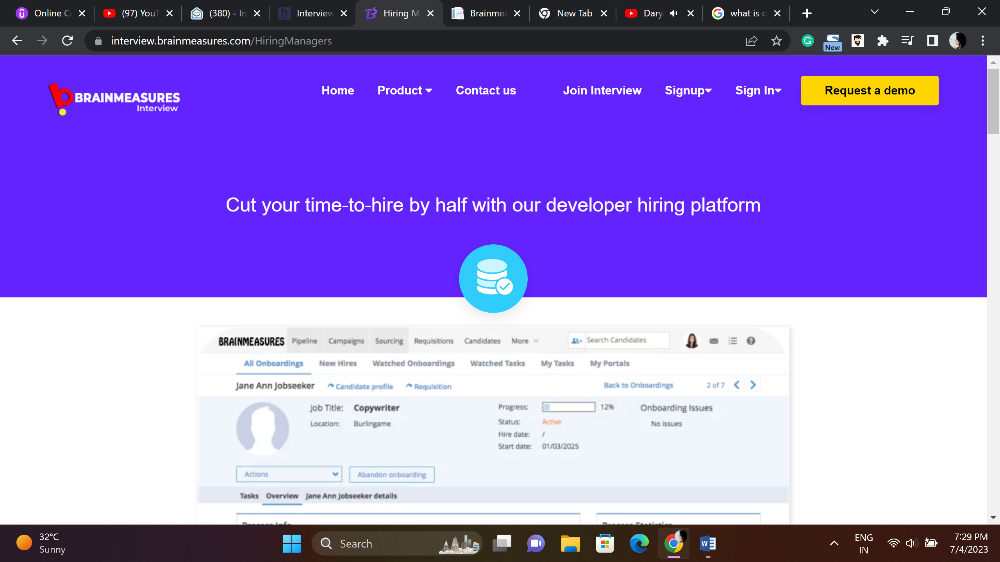 Online C
(97) YouT
(380) - In
Interview
Hiring M
Brainmea
New Tab
Dary
what is c
interview.brainmeasures.com/HiringManagers
New
BRAINMEASURES
Interview
Home
Product
Contact us
Join Interview
Signup
Sign In
Request a demo
Cut your time-to-hire by half with our developer hiring platform
BRAINMEASURES Pipeline Campaigns Sourcing Requisitions Candidates More Search Candidates
All Onboardings New Hires Watched Onboardings Watched Tasks My Tasks My Portals
Jane Ann Jobseeker Candidate profile Requisition Back to Onboardings 2 of 7
Job Title: Copywriter
Location: Burlingame
Progress: 12%
Status: Active
Hire date: /
Start date: 01/03/2025
Onboarding Issues
No issues
Actions
Abandon onboarding
Tasks Overview Jane Ann Jobseeker details
32°C
Sunny
Search
ENG
IN
7:29 PM
7/4/2023